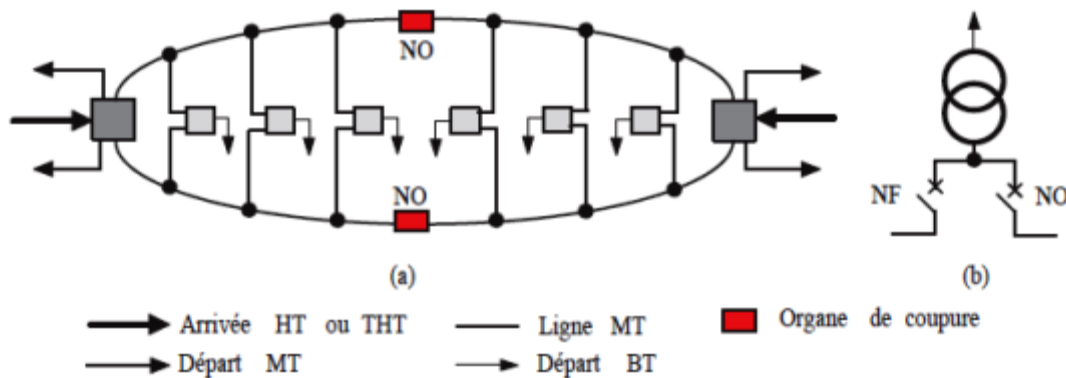 NO
NO
NF
NO
(a)
(b)
Arrivée HT ou THT
Ligne MT
Organe de coupure
Départ MT
Départ BT